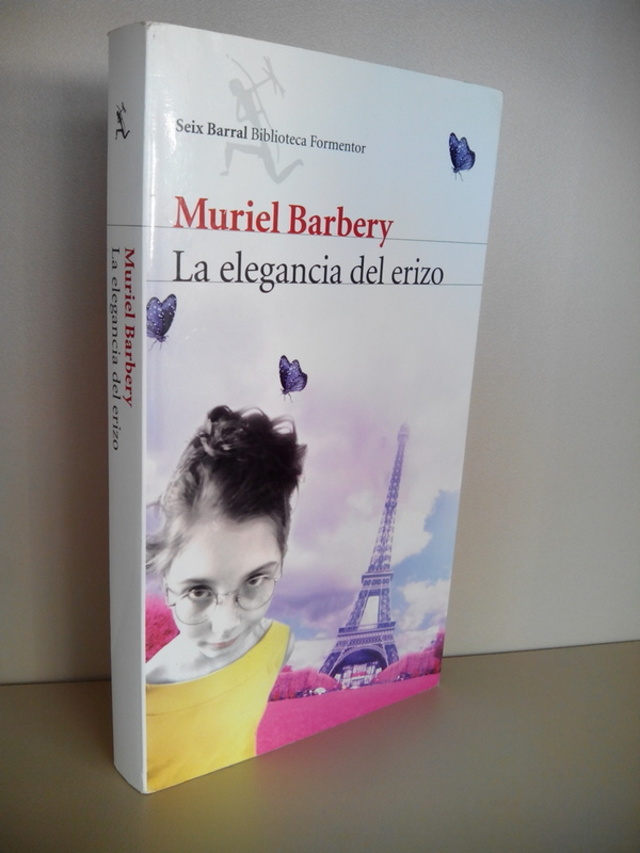 Seix Barral Biblioteca Formentor
Muriel Barbery
La elegancia del erizo
Muriel Barbery
La elegancia del erizo